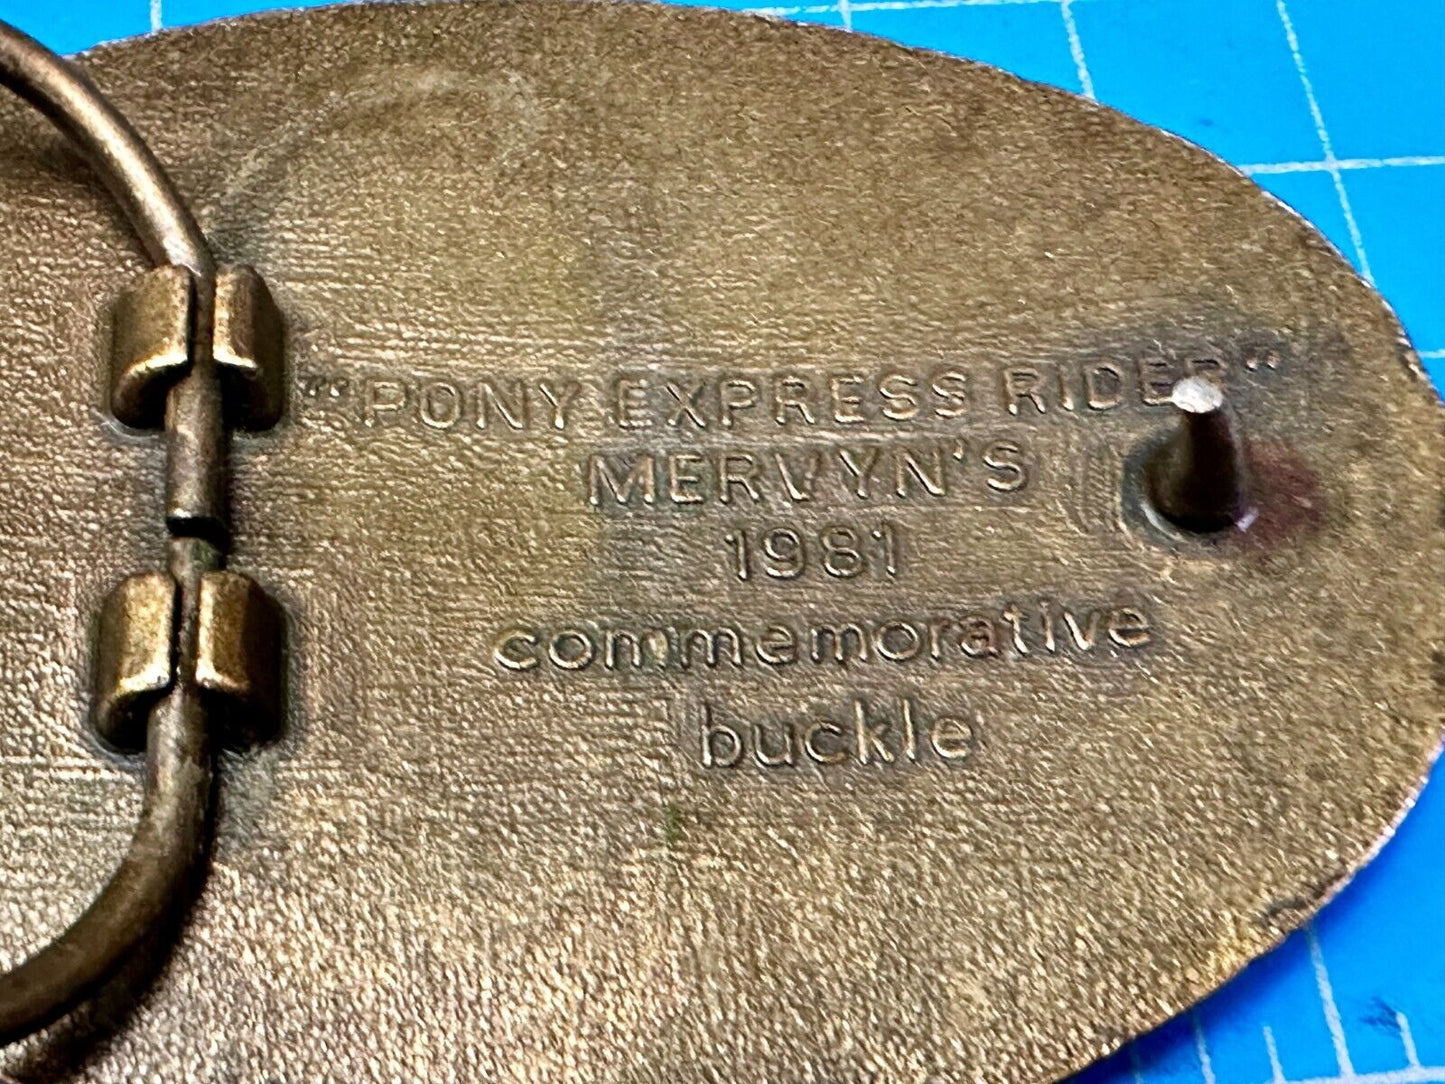 "PONY EXPRESS RIDER"
MERVYN'S
1981
commemorative
buckle